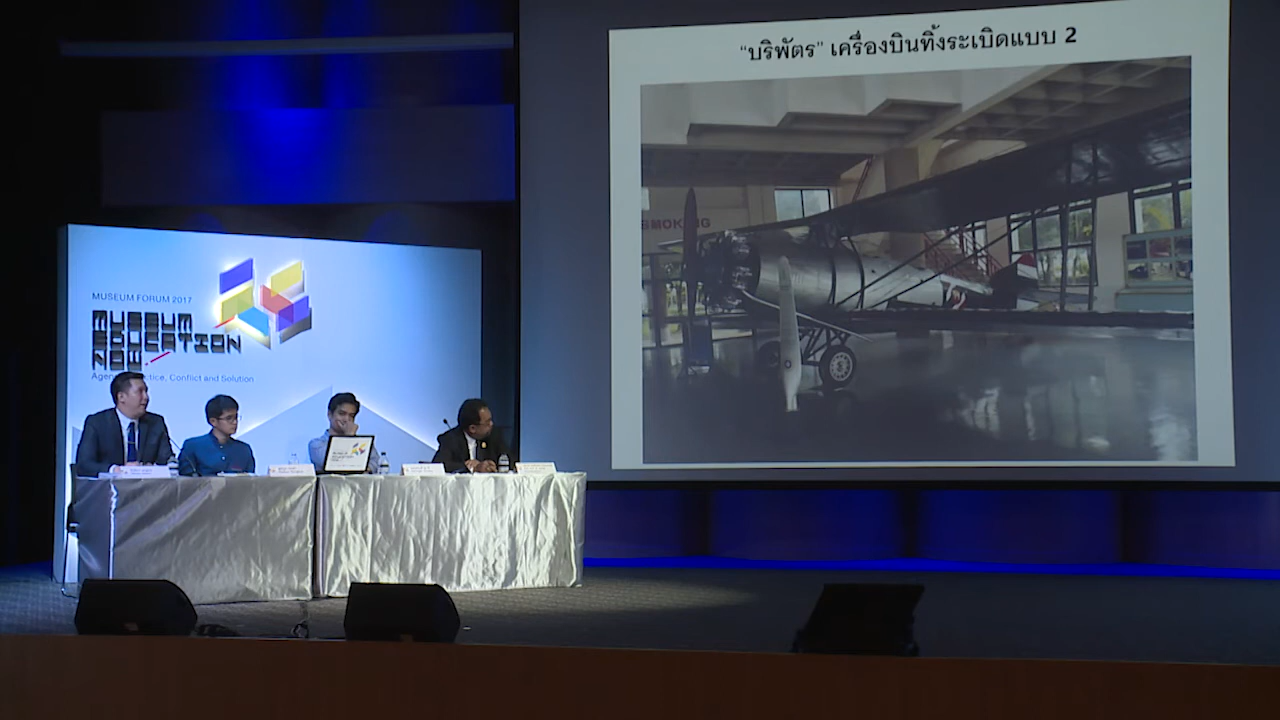 "บริพัตร" เครื่องบินทิ้งระเบิดแบบ 2
SMOKING
MUSEUM FORUM 2017
MUSEUM
EDUCATION
NOW!
Conflict and Solution